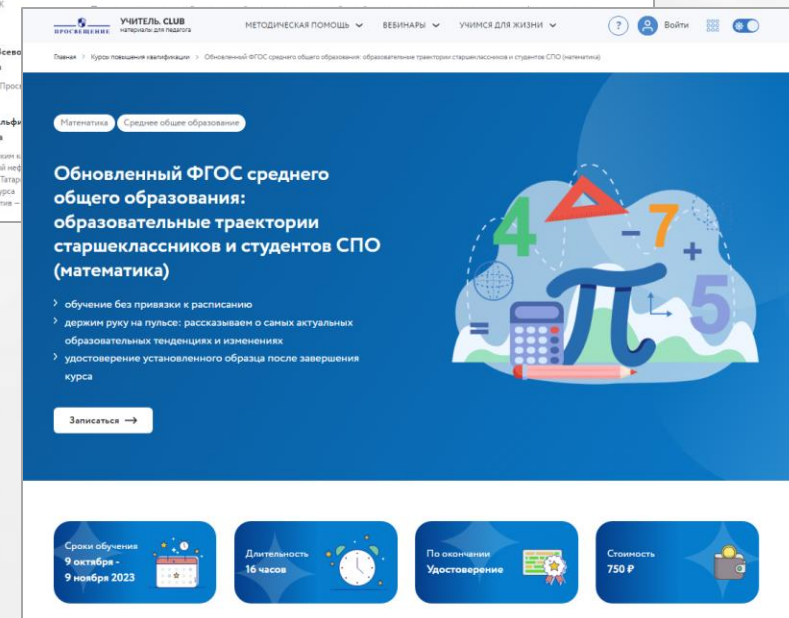 ПРОСВЕЩЕНИЕ
УЧИТЕЛЬ. CLUB
материалы для педагога
МЕТОДИЧЕСКАЯ ПОМОЩЬ
ВЕБИНАРЫ
УЧИМСЯ ДЛЯ ЖИЗНИ
?
Войти
Главная > Курсы повышения квалификации > Обновленный ФГОС среднего общего образования: образовательные траектории старшеклассников и студентов СПО (математика)
Математика
Среднее общее образование
Обновленный ФГОС среднего
общего образования:
образовательные траектории
старшеклассников и студентов СПО
(математика)
обучение без привязки к расписанию
держим руку на пульсе: рассказываем о самых актуальных
образовательных тенденциях и изменениях
удостоверение установленного образца после завершения
курса
Записаться →
4
-7
+
π
5
=
Сроки обучения
9 октября -
9 ноября 2023
Длительность
16 часов
По окончании
Удостоверение
Стоимость
750 ₽